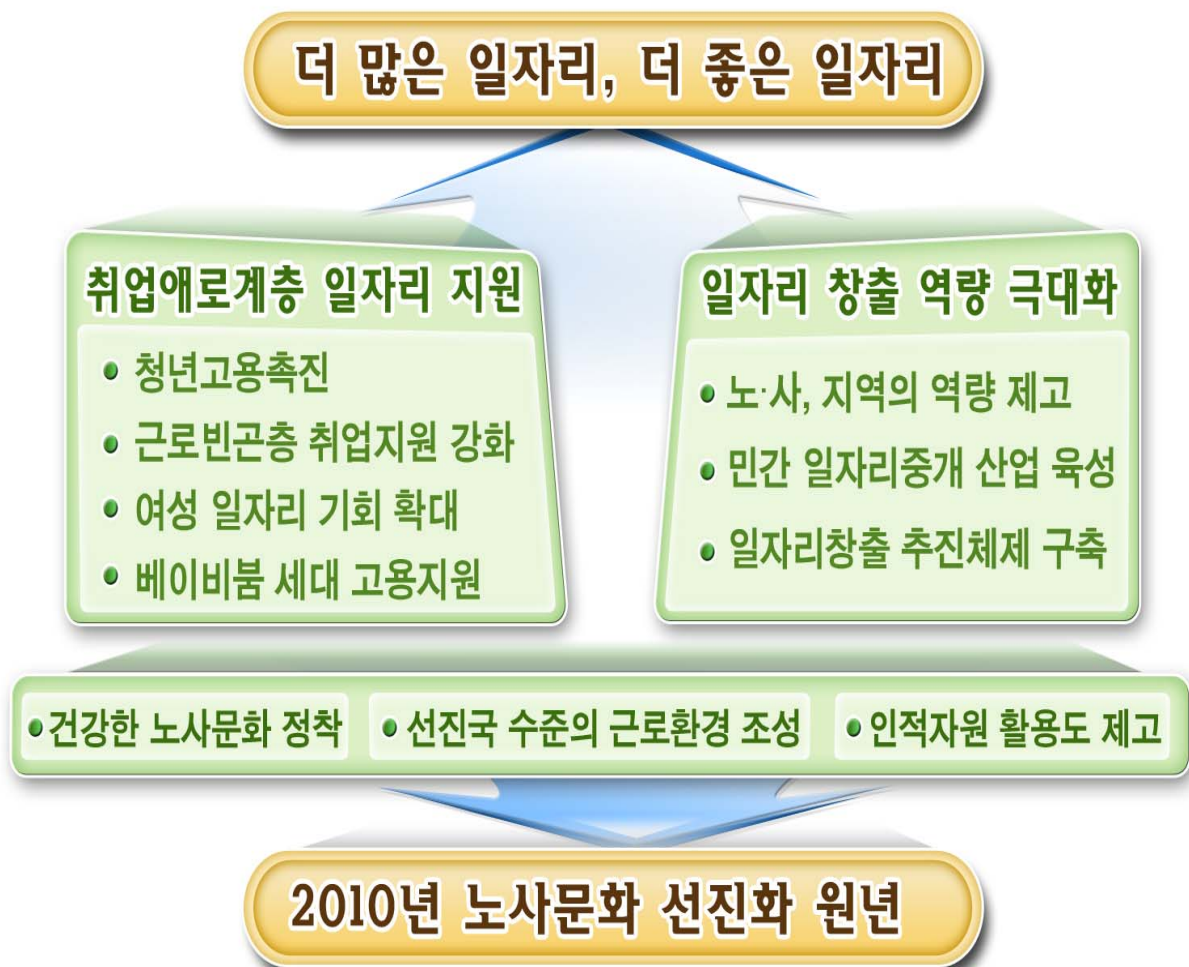 더 많은 일자리, 더 좋은 일자리
취업애로계층 일자리 지원
• 청년고용촉진
• 근로빈곤층 취업지원 강화
• 여성 일자리 기회 확대
• 베이비붐 세대 고용지원
일자리 창출 역량 극대화
• 노·사, 지역의 역량 제고
• 민간 일자리중개 산업 육성
• 일자리창출 추진체제 구축
• 건강한 노사문화 정착
• 선진국 수준의 근로환경 조성
• 인적자원 활용도 제고
2010년 노사문화 선진화 원년